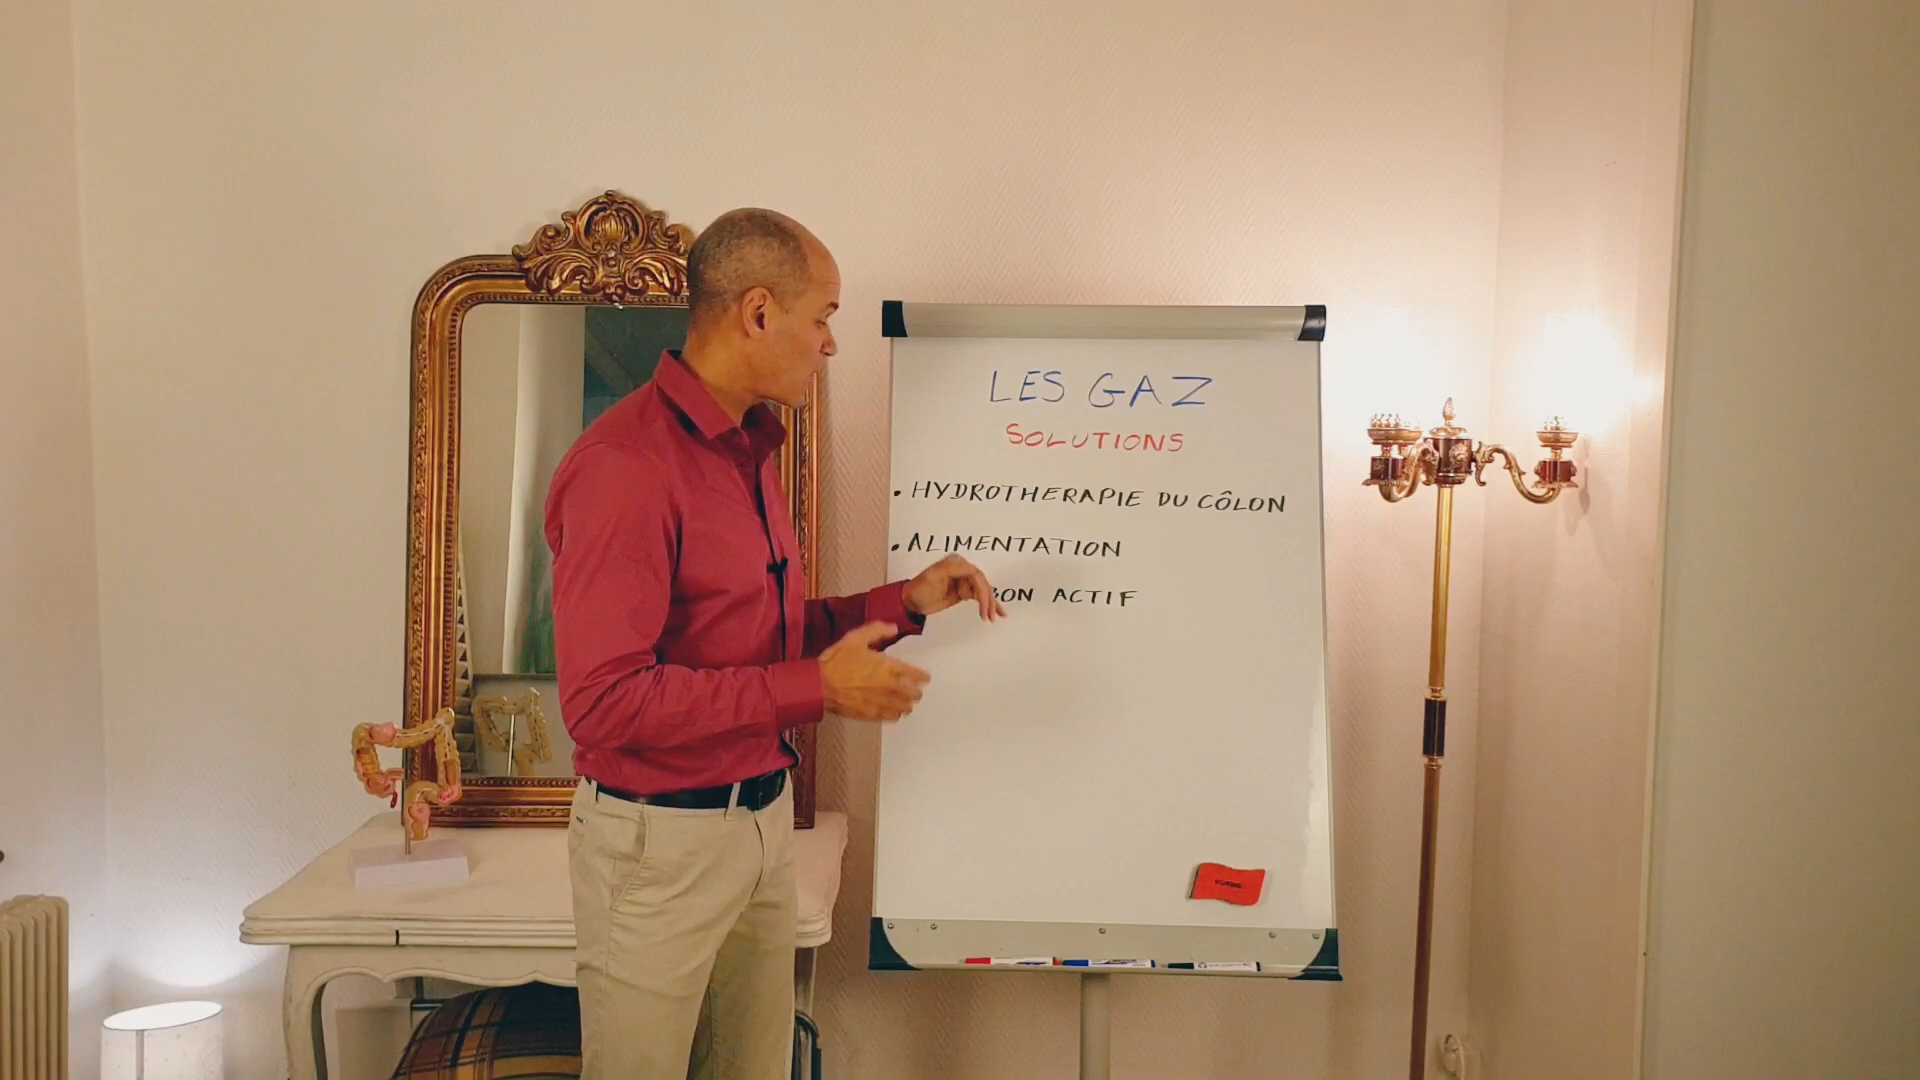 LES GAZ
SOLUTIONS
• HYDROTHERAPIE DU CÔLON
• ALIMENTATION
BON ACTIF